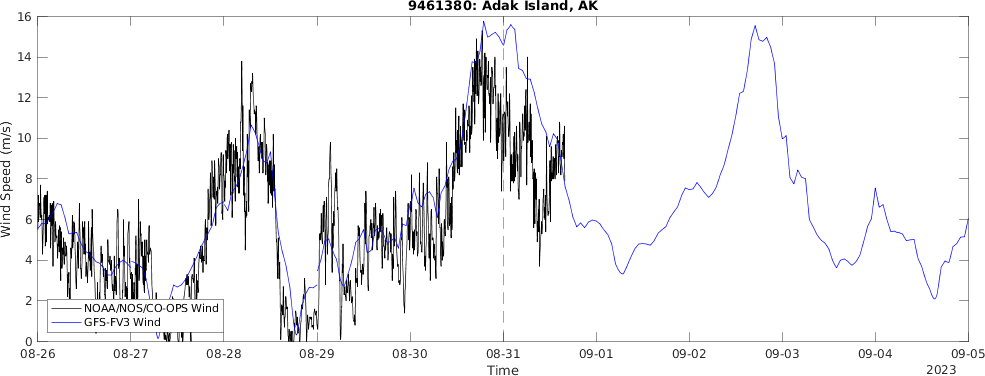 9461380: Adak Island, AK
16
14
12
10
8
6
4
2
0
Wind Speed (m/s)
NOAA/NOS/CO-OPS Wind
GFS-FV3 Wind
08-26 08-27 08-28 08-29 08-30 08-31 09-01 09-02 09-03 09-04 09-05
Time
2023